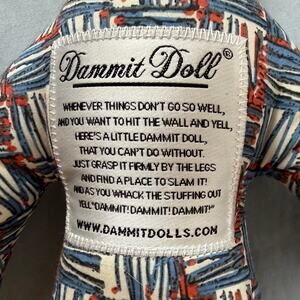 Dammit Doll®
WHENEVER THINGS DON'T GO SO WELL,
AND YOU WANT TO HIT THE WALL AND YELL,
HERE'S A LITTLE DAMMIT DOLL,
THAT YOU CAN'T DO WITHOUT.
JUST GRASP IT FIRMLY BY THE LEGS
AND FIND A PLACE TO SLAM IT!
AND AS YOU WHACK THE STUFFING OUT
YELL "DAMMIT! DAMMIT! DAMMIT!"
WWW.DAMMITDOLLS.COM